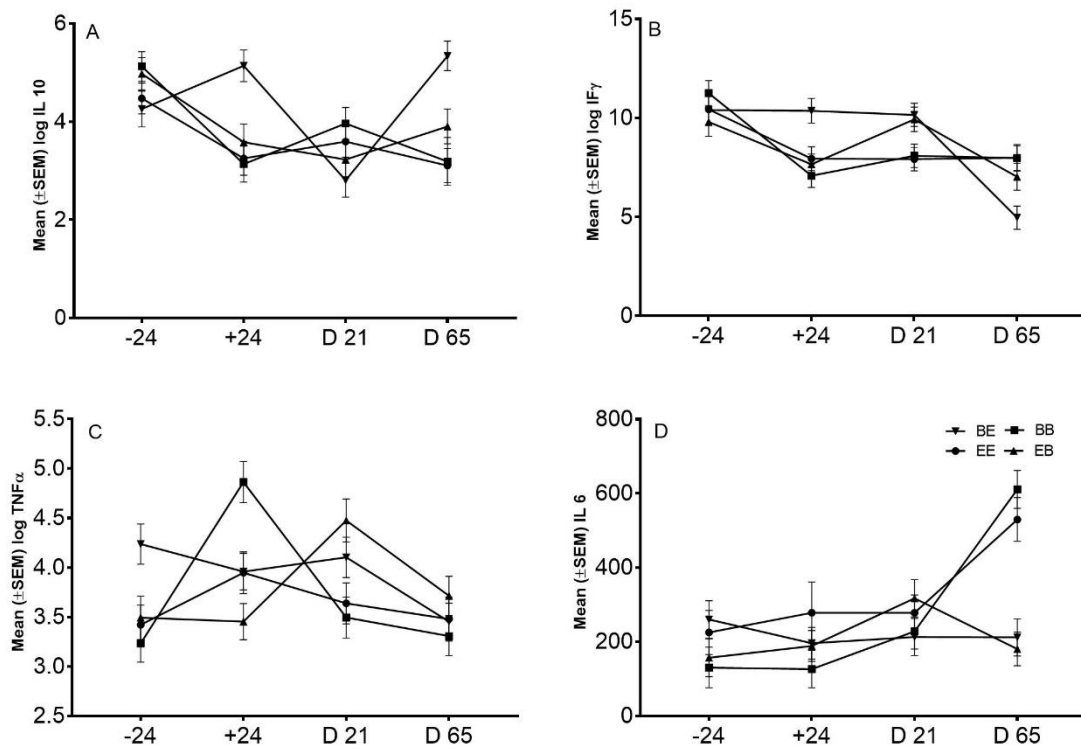 A
Mean (±SEM) log IL 10
6
4
2
0
-24 +24 D 21 D 65
B
Mean (±SEM) log IFγ
15
10
5
0
-24 +24 D 21 D 65
C
Mean (±SEM) log TNFα
5.5
5.0
4.5
4.0
3.5
3.0
2.5
-24 +24 D 21 D 65
D
Mean (±SEM) IL 6
800
600
400
200
0
-24 +24 D 21 D 65
BE BB
EE EB